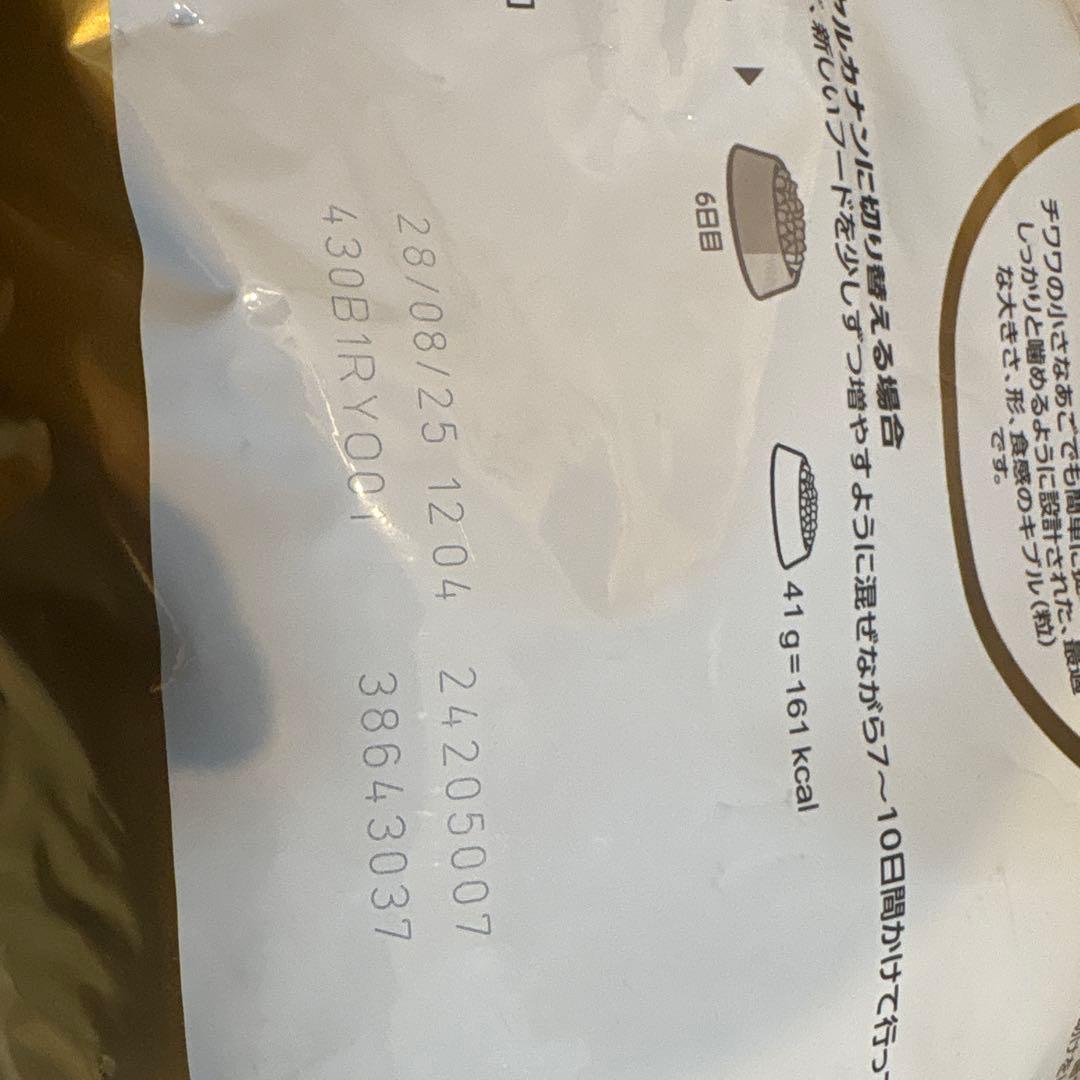 ャルカナンに切り替える場合
、新しいフードを少しずつ増やすように混ぜながら7〜10日間かけて行っ
6日目
41 g=161 kcal
チワワの小さなあごでも簡単に
しっかりと噛めるように設計された、最適
な大きさ、形、食感のキブル(粒)
です。
28/08/25 12 04 24205007
430B1RY001 38643037